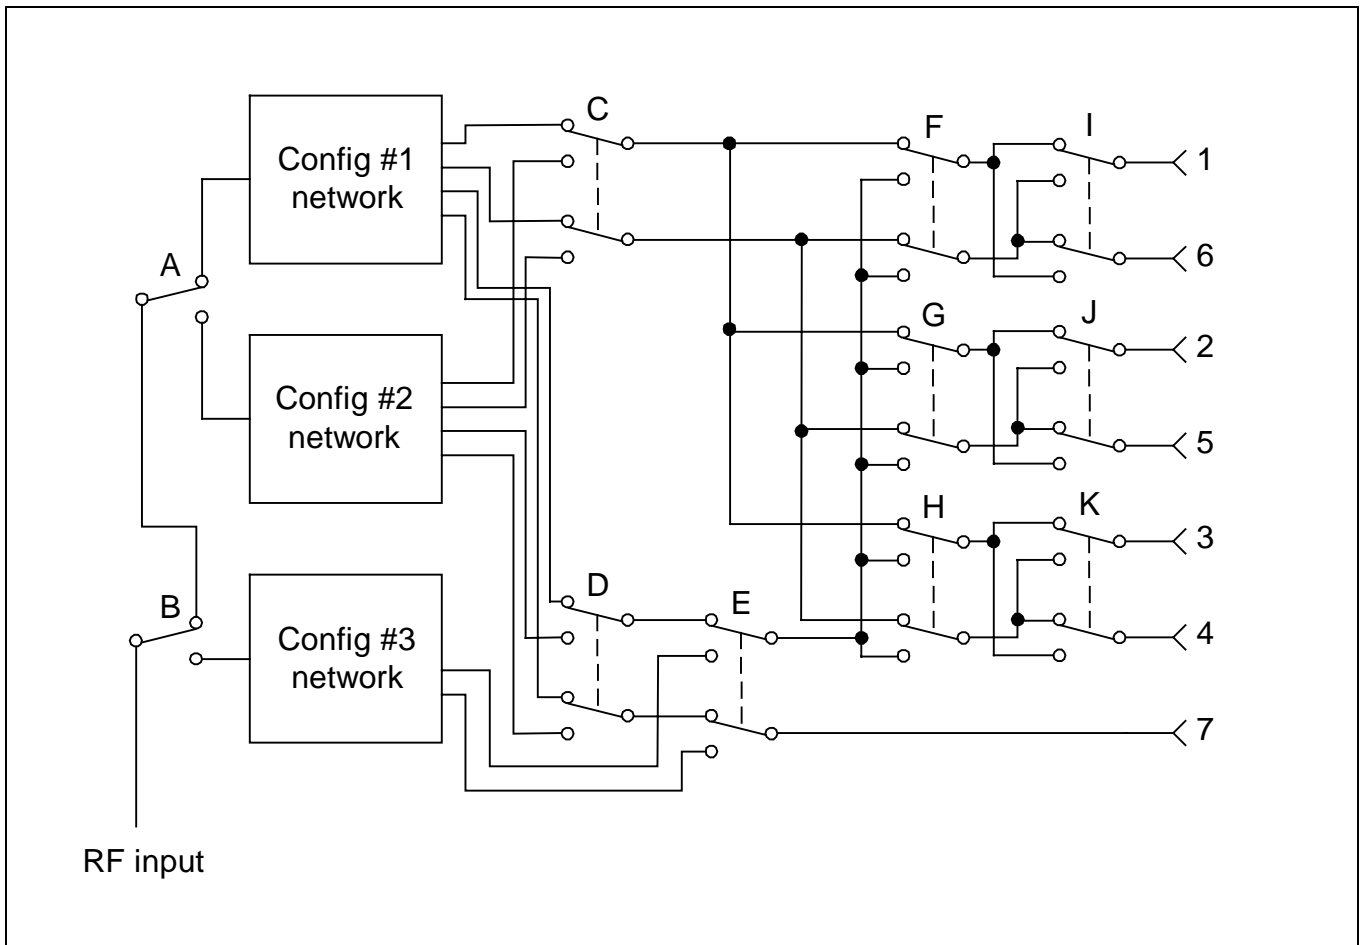 C
F
I
Config #1
network
1
A
6
G
J
Config #2
network
2
5
H
K
3
B
D
E
Config #3
network
4
7
RF input